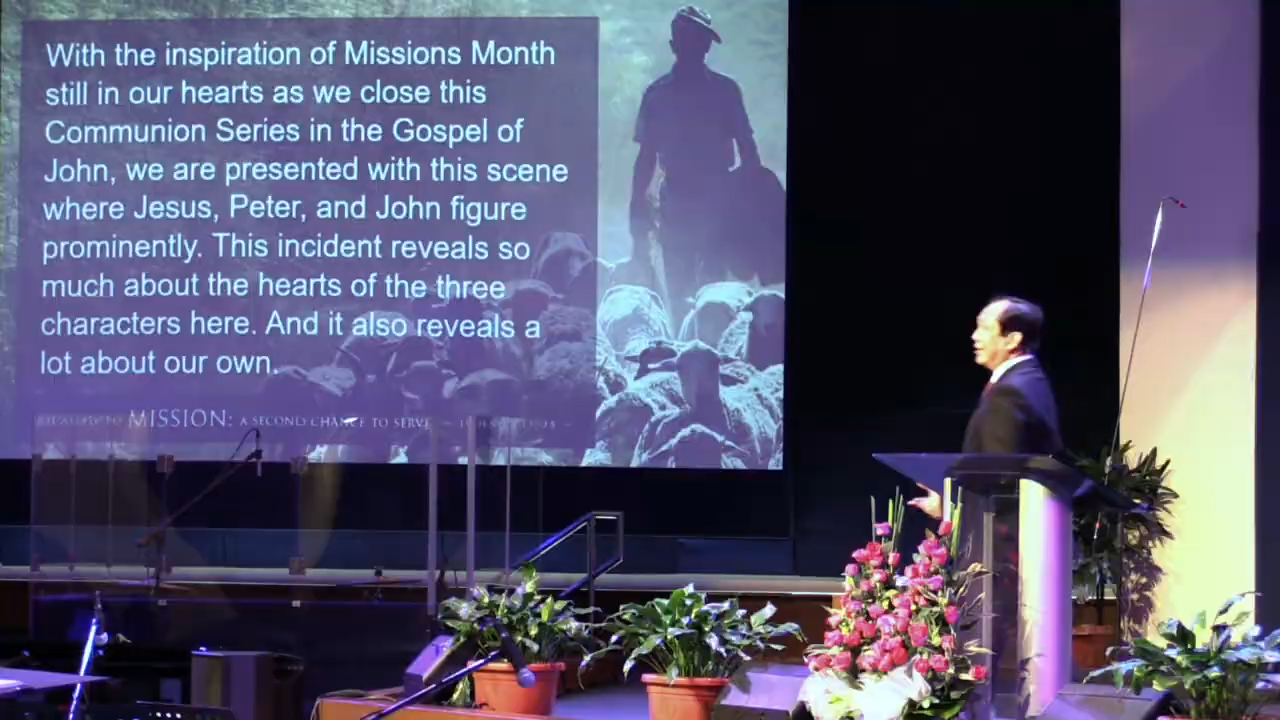 With the inspiration of Missions Month
still in our hearts as we close this
Communion Series in the Gospel of
John, we are presented with this scene
where Jesus, Peter, and John figure
prominently. This incident reveals so
much about the hearts of the three
characters here. And it also reveals a
lot about our own.
MISSION: A SECOND CHANCE TO SERVE